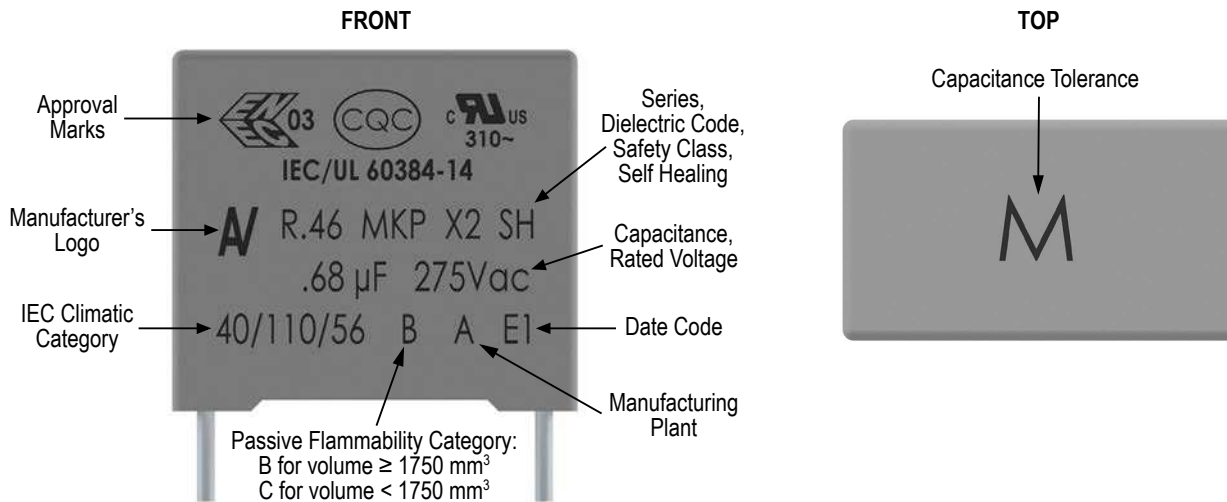 FRONT
TOP
Approval
Marks
ENEC 03
CQC
C RU US
310~
IEC/UL 60384-14
Series,
Dielectric Code,
Safety Class,
Self Healing
Capacitance Tolerance
M
Manufacturer’s
Logo
R.46 MKP X2 SH
.68 µF 275Vac
Capacitance,
Rated Voltage
IEC Climatic
Category
40/110/56 B A E1
Date Code
Manufacturing
Plant
Passive Flammability Category:
B for volume ≥ 1750 mm³
C for volume < 1750 mm³